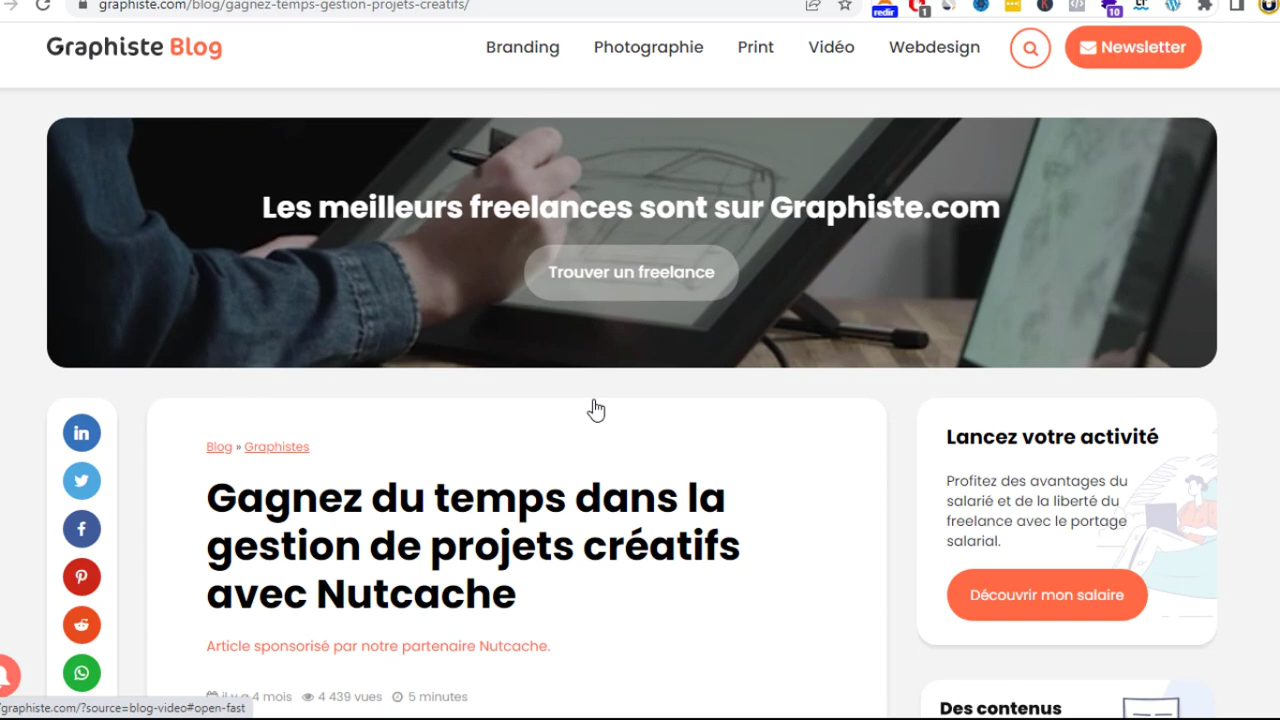 graphiste.com/blog/gagnez-temps-gestion-projets-creatifs/
redir
1
10
Graphiste Blog
Branding
Photographie
Print
Vidéo
Webdesign
Newsletter
Les meilleurs freelances sont sur Graphiste.com
Trouver un freelance
Blog » Graphistes
Gagnez du temps dans la
gestion de projets créatifs
avec Nutcache
Article sponsorisé par notre partenaire Nutcache.
il y a 4 mois 4 439 vues 5 minutes
Lancez votre activité
Profitez des avantages du
salarié et de la liberté du
freelance avec le portage
salarial.
Découvrir mon salaire
Des contenus
/graphiste.com/?source=blog-video#open-fast